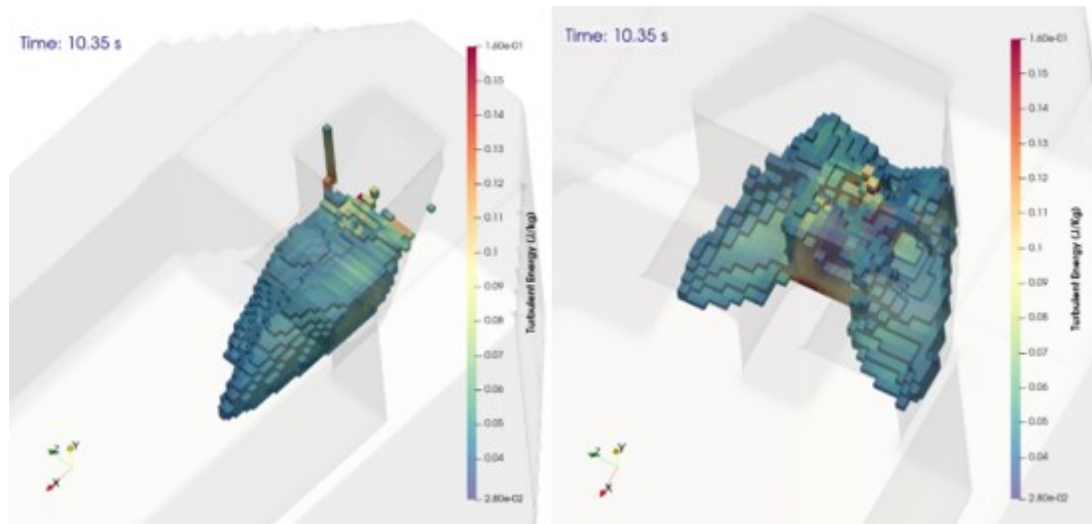 Time: 10.35 s
1.60e-01
0.15
0.14
0.13
0.12
0.11
0.1
0.09
0.08
0.07
0.06
0.05
0.04
2.80e-02
Turbulent Energy (J/kg)
Z
Y
X
Time: 10.35 s
1.60e-01
0.15
0.14
0.13
0.12
0.11
0.1
0.09
0.08
0.07
0.06
0.05
0.04
2.80e-02
Turbulent Energy (J/Kg)
Z
Y
X